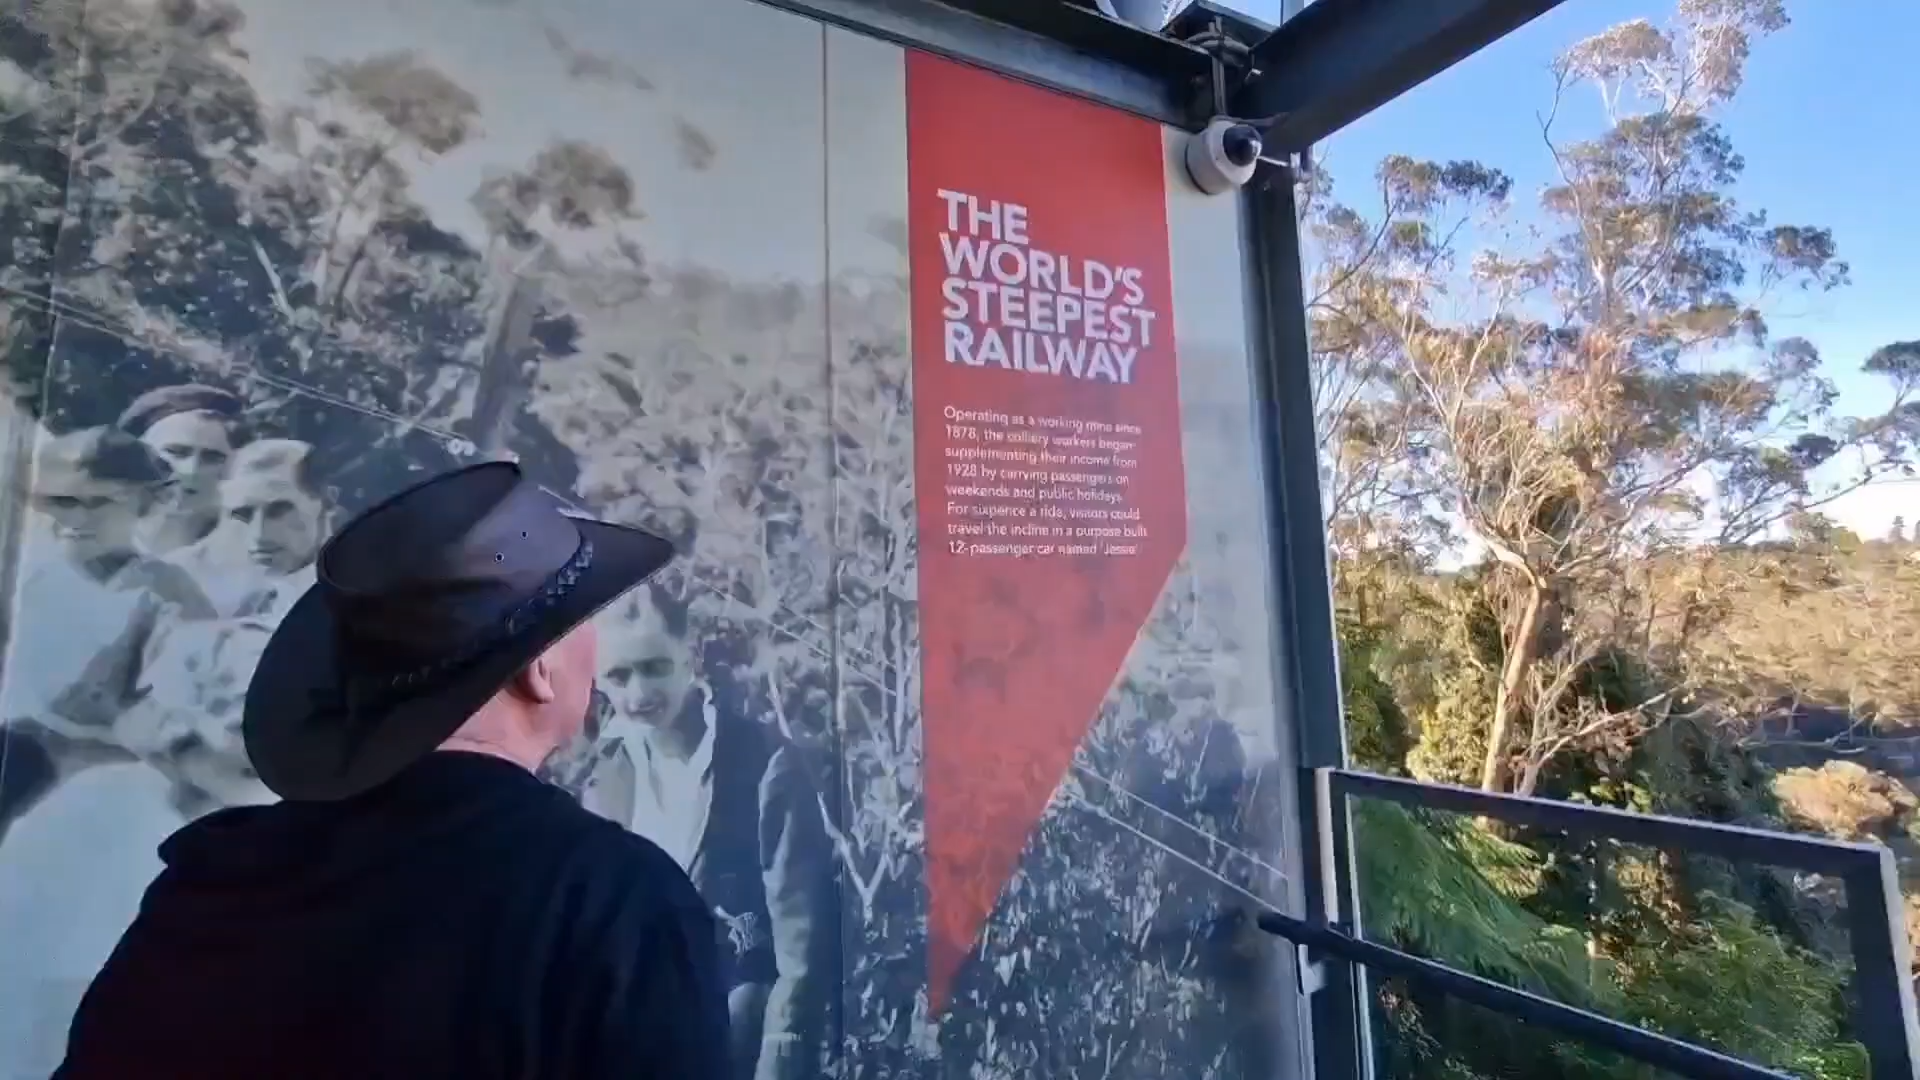 THE
WORLD'S
STEEPEST
RAILWAY
Operating as a working mine since
1878, the colliery workers began
supplementing their income from
1928 by carrying passengers on
weekends and public holidays.
For sixpence a ride, visitors could
travel the incline in a purpose built
12-passenger car named 'Jessie'